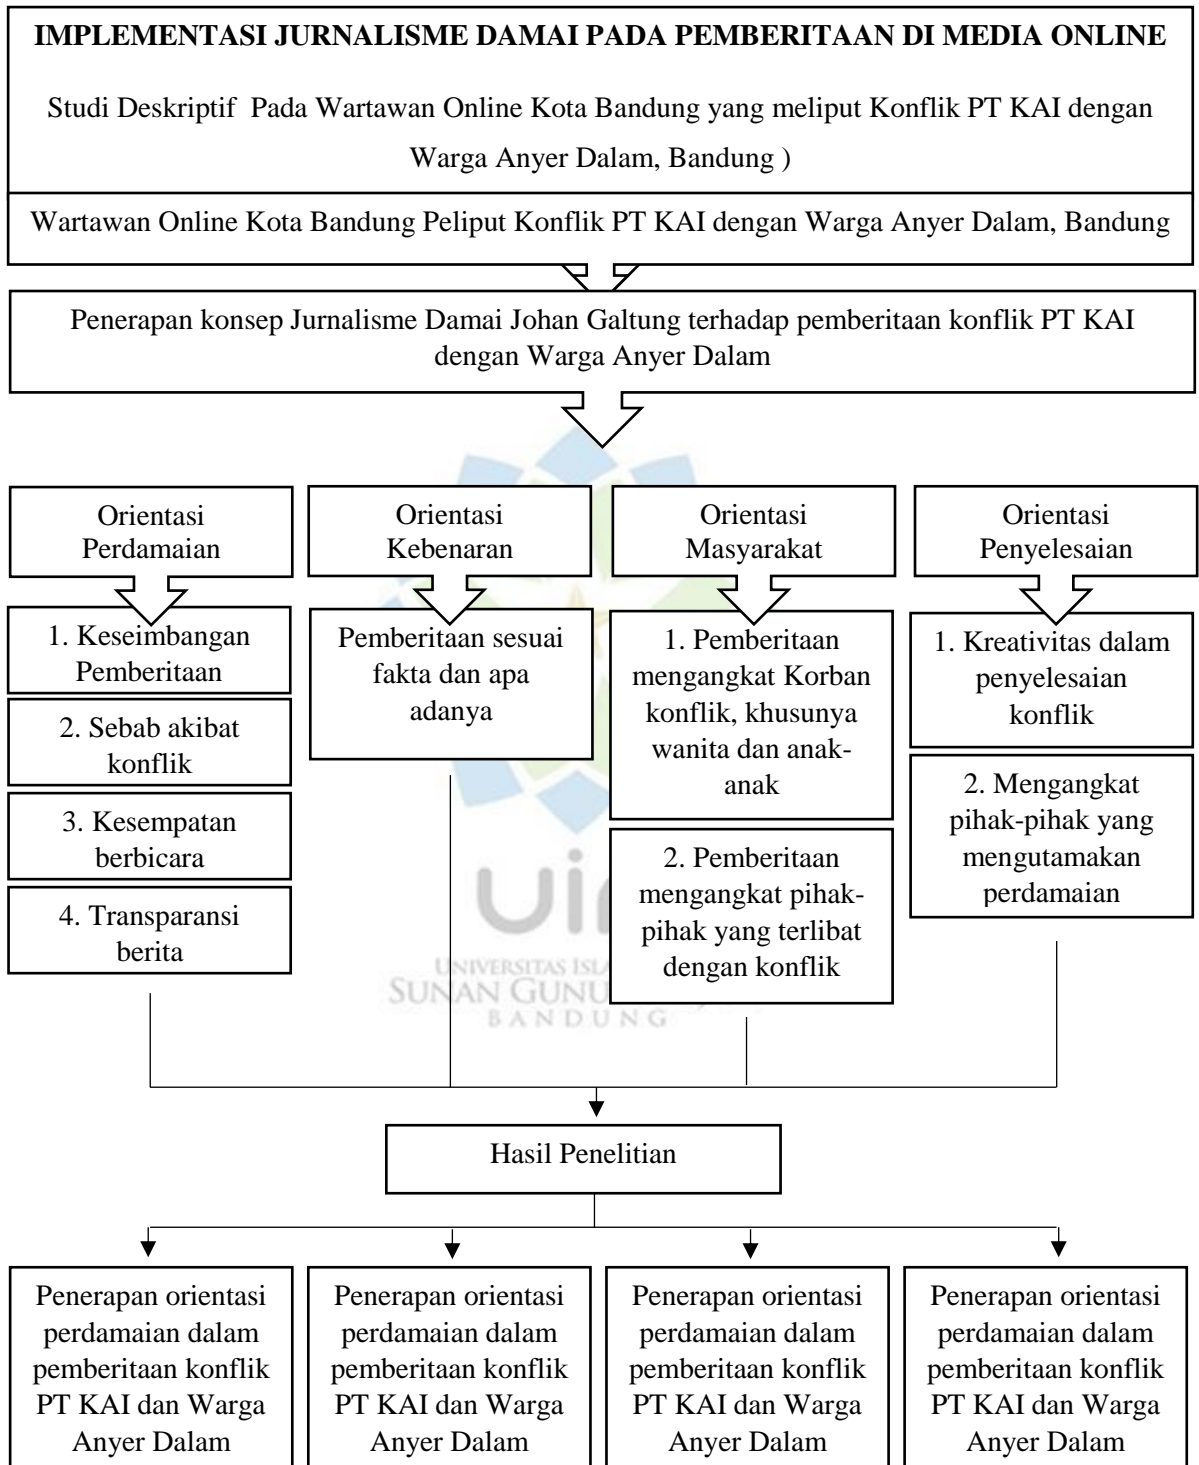 IMPLEMENTASI JURNALISME DAMAI PADA PEMBERITAAN DI MEDIA ONLINE
Studi Deskriptif Pada Wartawan Online Kota Bandung yang meliput Konflik PT KAI dengan
Warga Anyer Dalam, Bandung )
Wartawan Online Kota Bandung Peliput Konflik PT KAI dengan Warga Anyer Dalam, Bandung
Penerapan konsep Jurnalisme Damai Johan Galtung terhadap pemberitaan konflik PT KAI
dengan Warga Anyer Dalam
Orientasi
Perdamaian
Orientasi
Kebenaran
Orientasi
Masyarakat
Orientasi
Penyelesaian
1. Keseimbangan
Pemberitaan
2. Sebab akibat
konflik
3. Kesempatan
berbicara
4. Transparansi
berita
Pemberitaan sesuai
fakta dan apa
adanya
1. Pemberitaan
mengangkat Korban
konflik, khusunya
wanita dan anak-
anak
2. Pemberitaan
mengangkat pihak-
pihak yang terlibat
dengan konflik
1. Kreativitas dalam
penyelesaian
konflik
2. Mengangkat
pihak-pihak yang
mengutamakan
perdamaian
UNIVERSITAS
SUNAN
BANDUNG
Hasil Penelitian
Penerapan orientasi
perdamaian dalam
pemberitaan konflik
PT KAI dan Warga
Anyer Dalam
Penerapan orientasi
perdamaian dalam
pemberitaan konflik
PT KAI dan Warga
Anyer Dalam
Penerapan orientasi
perdamaian dalam
pemberitaan konflik
PT KAI dan Warga
Anyer Dalam
Penerapan orientasi
perdamaian dalam
pemberitaan konflik
PT KAI dan Warga
Anyer Dalam